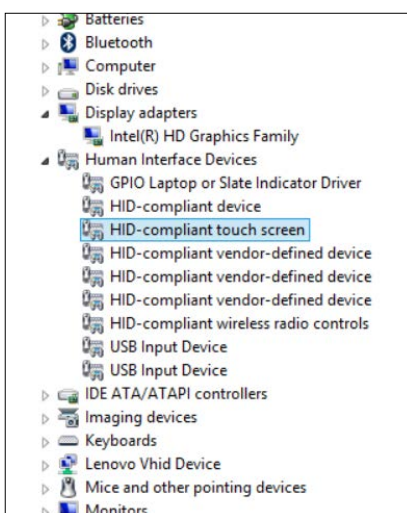 Batteries
Bluetooth
Computer
Disk drives
Display adapters
Intel(R) HD Graphics Family
Human Interface Devices
GPIO Laptop or Slate Indicator Driver
HID-compliant device
HID-compliant touch screen
HID-compliant vendor-defined device
HID-compliant vendor-defined device
HID-compliant vendor-defined device
HID-compliant wireless radio controls
USB Input Device
USB Input Device
IDE ATA/ATAPI controllers
Imaging devices
Keyboards
Lenovo Vhid Device
Mice and other pointing devices
Monitors